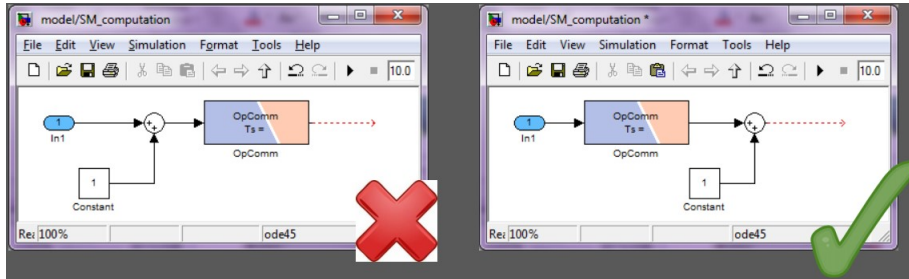 model/SM_computation
File Edit View Simulation Format Tools Help
10.0
1
In1
+
+
OpComm
Ts =
OpComm
1
Constant
100%
ode45
model/SM_computation *
File Edit View Simulation Format Tools Help
10.0
1
In1
OpComm
Ts =
OpComm
+
+
1
Constant
100%
ode45